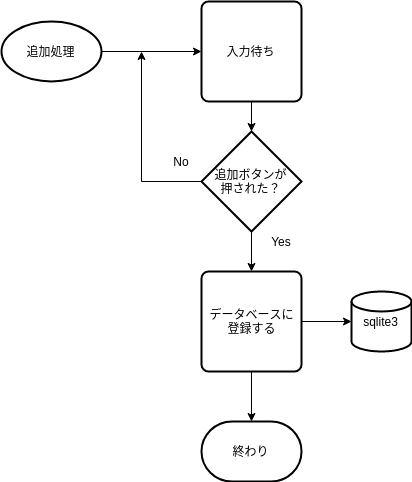 追加処理
入力待ち
追加ボタンが
押された？
No
Yes
データベースに
登録する
sqlite3
終わり